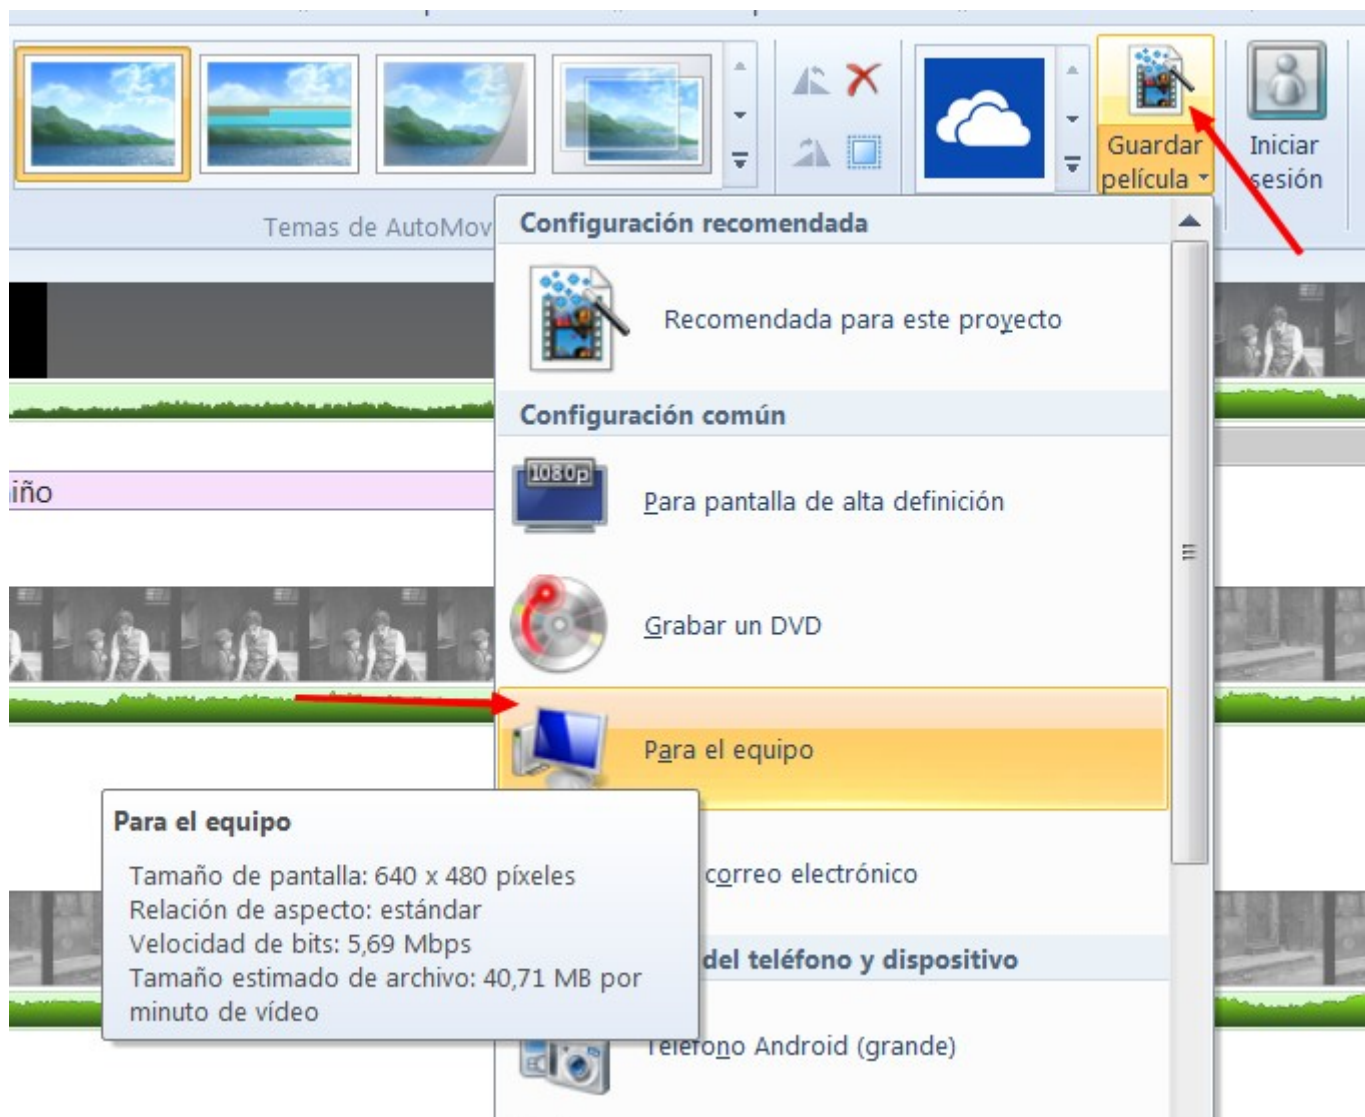 Guardar
película
Iniciar
sesión
Temas de AutoMov
Configuración recomendada
Recomendada para este proyecto
Configuración común
1080p
Para pantalla de alta definición
iño
Grabar un DVD
Para el equipo
Para el equipo
Tamaño de pantalla: 640 x 480 píxeles
Relación de aspecto: estándar
Velocidad de bits: 5,69 Mbps
Tamaño estimado de archivo: 40,71 MB por
minuto de vídeo
correo electrónico
del teléfono y dispositivo
Teléfono Android (grande)